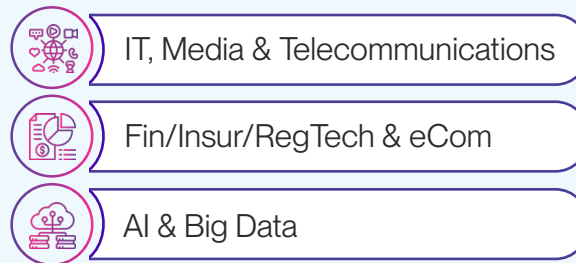 IT, Media & Telecommunications
Fin/Insur/RegTech & eCom
AI & Big Data